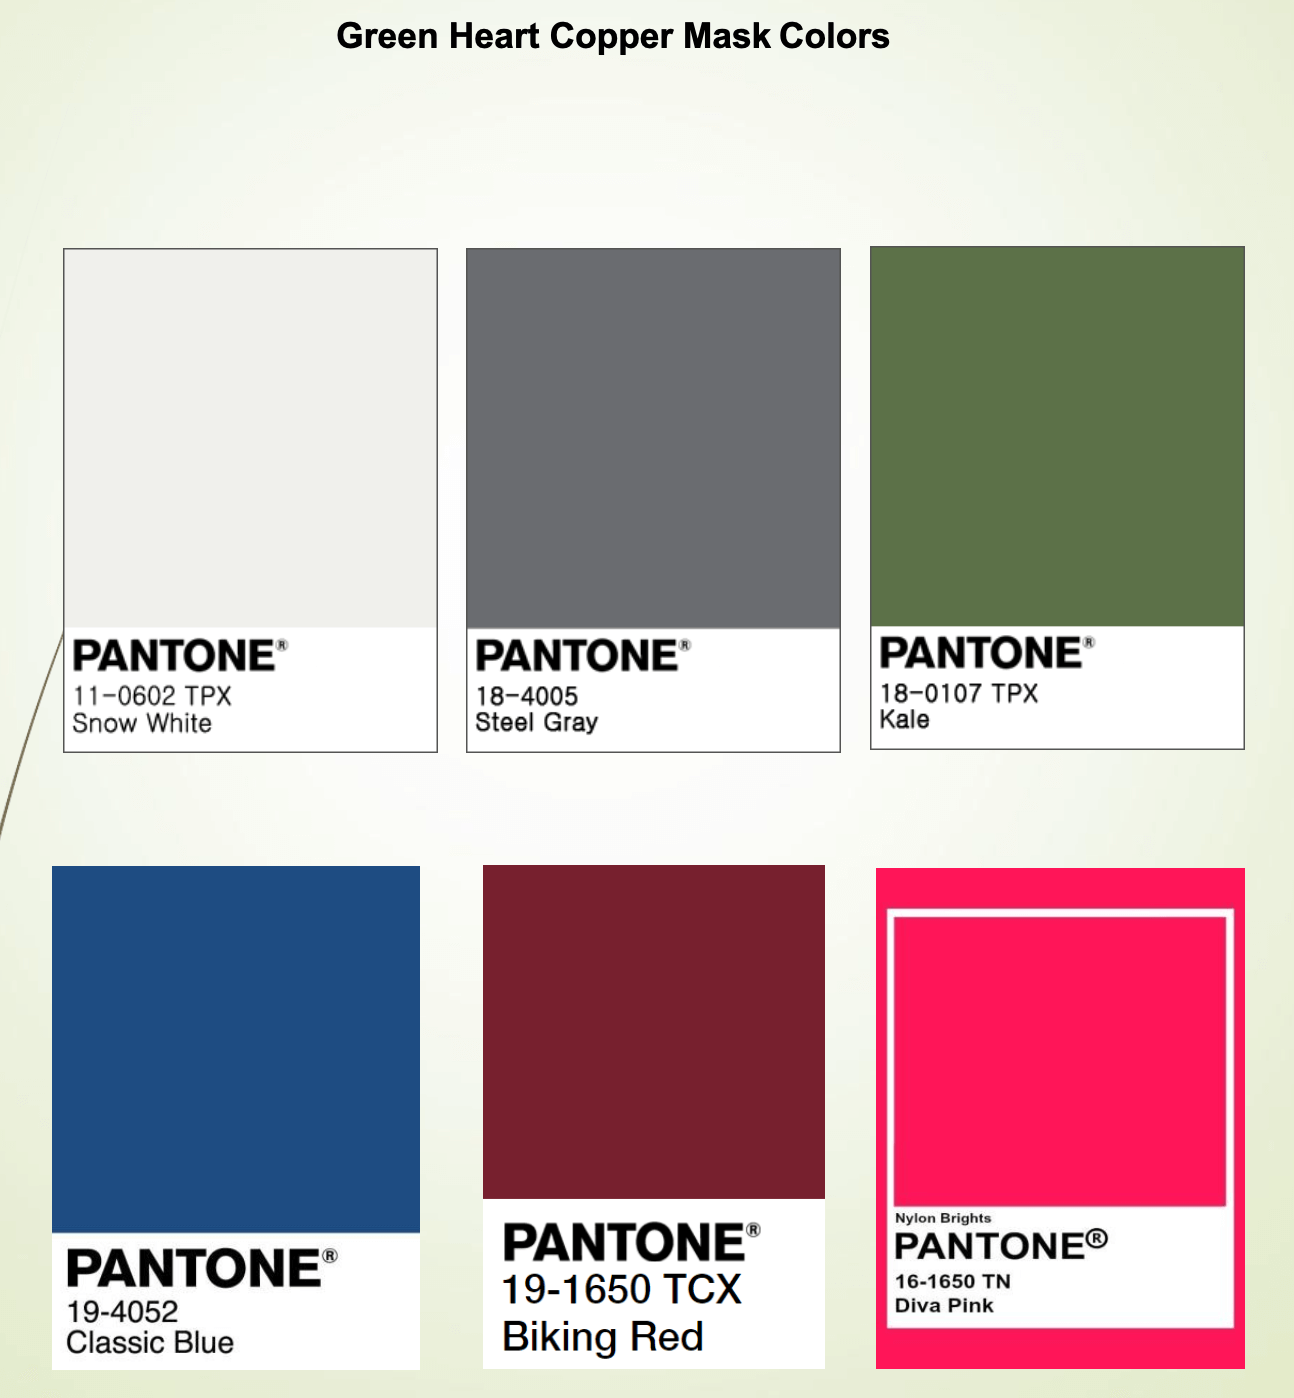 Green Heart Copper Mask Colors
PANTONE®
11-0602 TPX
Snow White
PANTONE®
18-4005
Steel Gray
PANTONE®
18-0107 TPX
Kale
PANTONE®
19-4052
Classic Blue
PANTONE®
19-1650 TCX
Biking Red
Nylon Brights
PANTONE®
16-1650 TN
Diva Pink